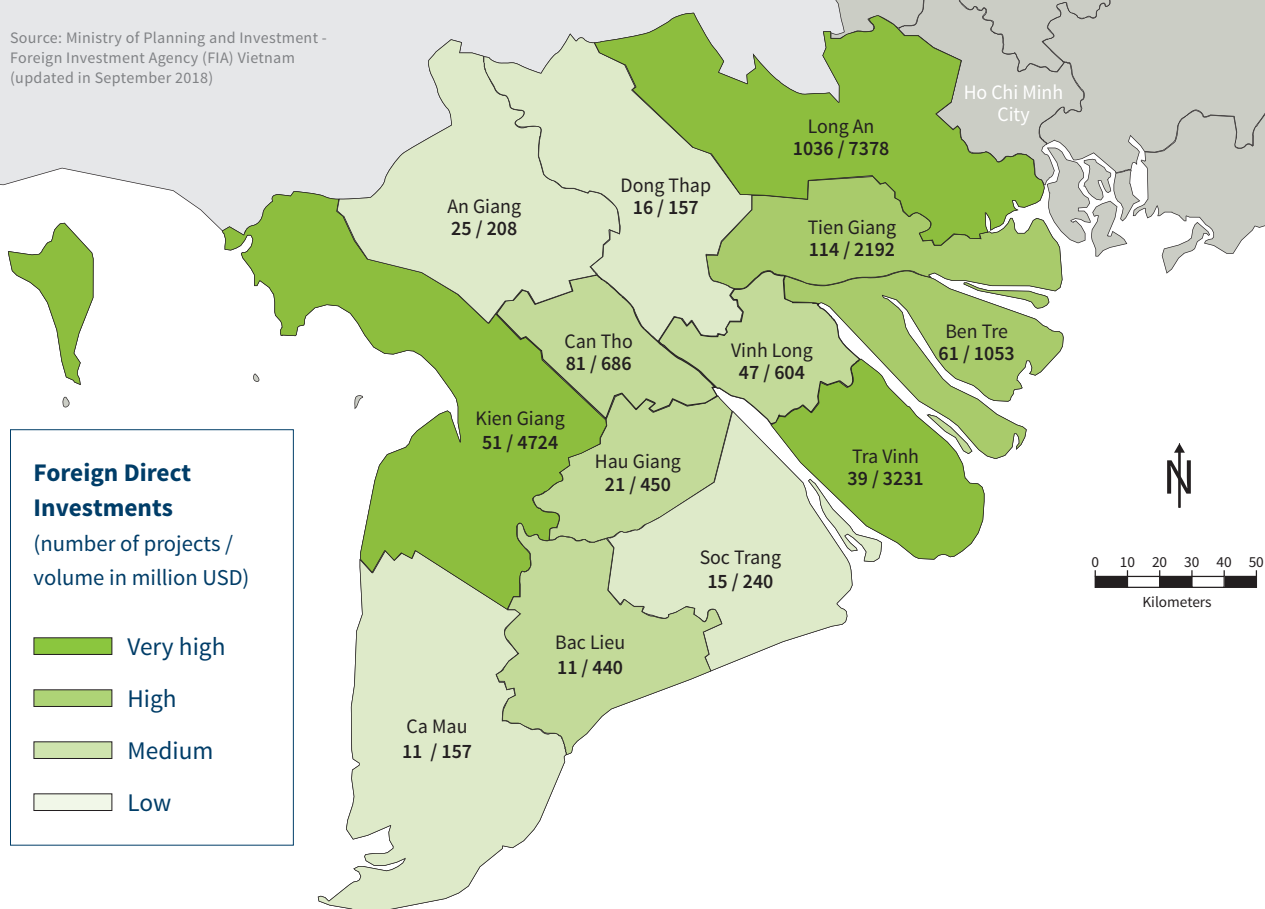 Source: Ministry of Planning and Investment -
Foreign Investment Agency (FIA) Vietnam
(updated in September 2018)
Ho Chi Minh
City
Long An
1036 / 7378
Dong Thap
16 / 157
An Giang
25 / 208
Tien Giang
114 / 2192
Ben Tre
61 / 1053
Can Tho
81 / 686
Vinh Long
47 / 604
Kien Giang
51 / 4724
Hau Giang
21 / 450
Tra Vinh
39 / 3231
Soc Trang
15 / 240
Bac Lieu
11 / 440
Ca Mau
11 / 157
Foreign Direct
Investments
(number of projects /
volume in million USD)
Very high
High
Medium
Low
N
0 10 20 30 40 50
Kilometers